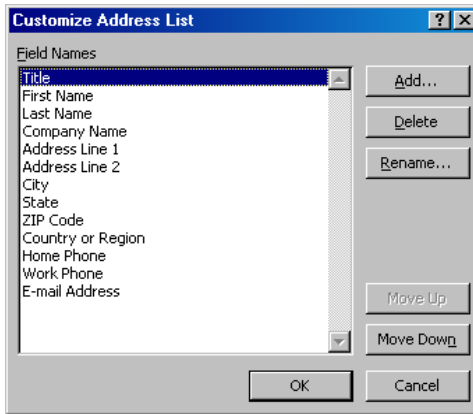 Customize Address List
Field Names
Title
First Name
Last Name
Company Name
Address Line 1
Address Line 2
City
State
ZIP Code
Country or Region
Home Phone
Work Phone
E-mail Address
Add...
Delete
Rename...
Move Up
Move Down
OK
Cancel